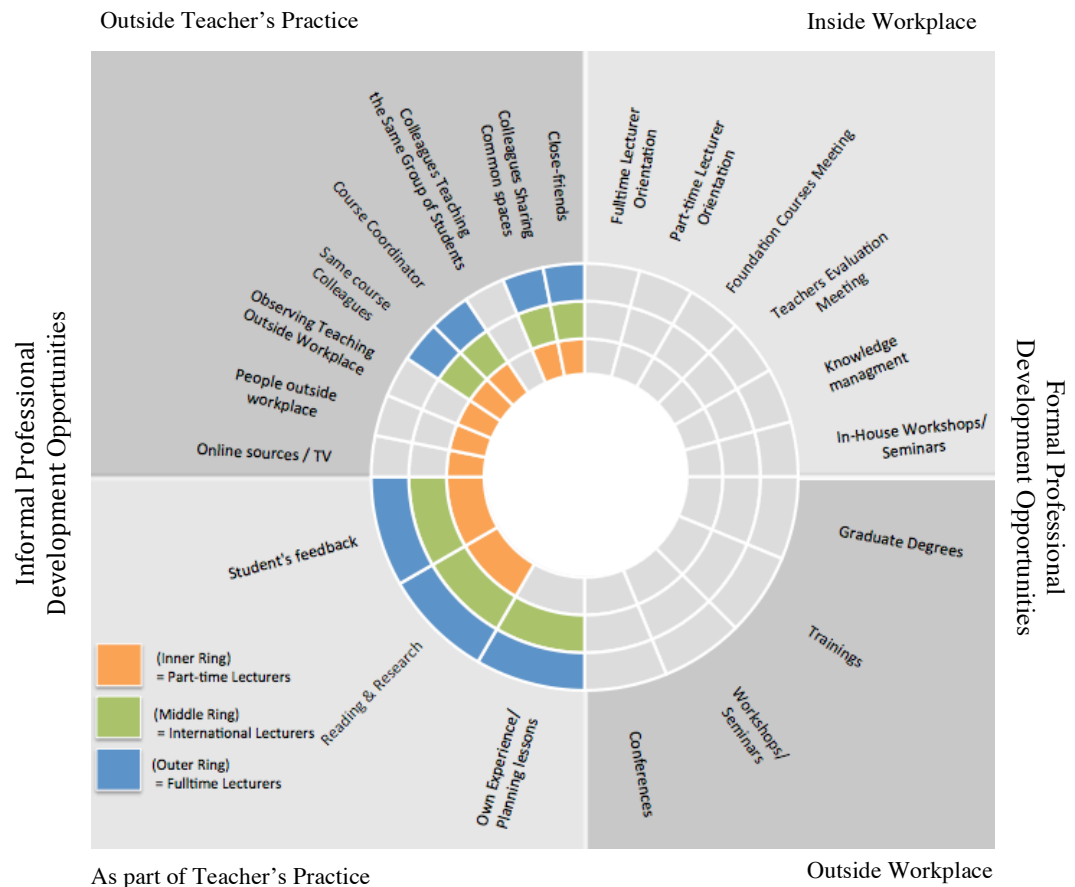 Outside Teacher's Practice
Inside Workplace
Informal Professional
Development Opportunities
Formal Professional
Development Opportunities
Close-friends
Colleagues Sharing
Common spaces
Colleagues Teaching
the Same Group of Students
Course Coordinator
Same course
Colleagues
Observing Teaching
Outside Workplace
People outside
workplace
Online sources / TV
Fulltime Lecturer
Orientation
Part-time Lecturer
Orientation
Foundation Courses Meeting
Teachers Evaluation
Meeting
Knowledge
managment
In-House Workshops/
Seminars
Student's feedback
Reading & Research
Own Experience/
Planning lessons
Graduate Degrees
Trainings
Workshops/
Seminars
Conferences
(Inner Ring)
= Part-time Lecturers
(Middle Ring)
= International Lecturers
(Outer Ring)
= Fulltime Lecturers
As part of Teacher's Practice
Outside Workplace